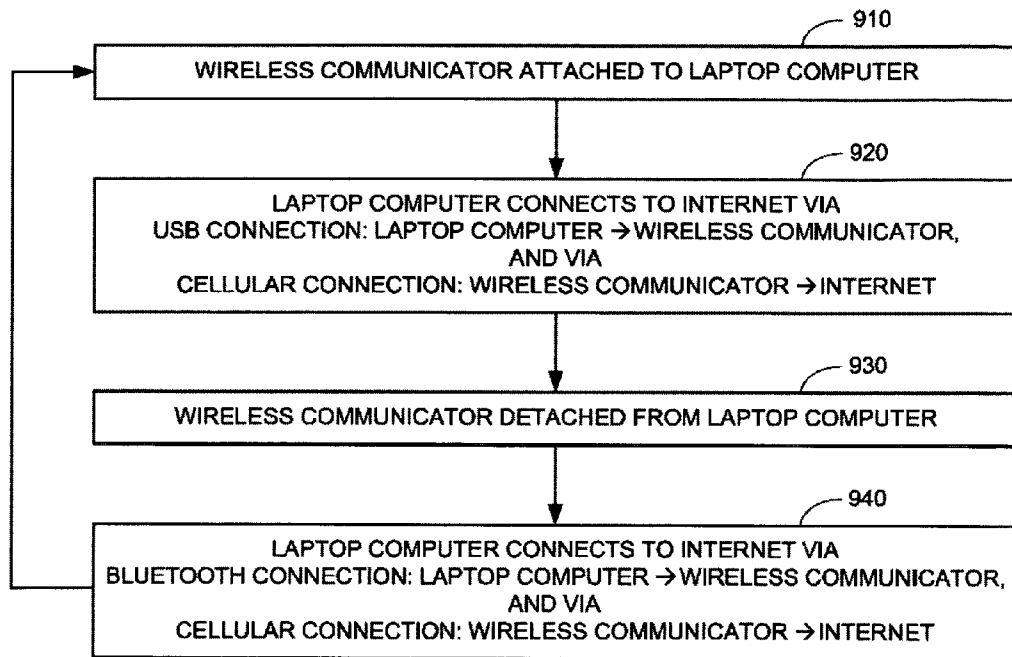 910
WIRELESS COMMUNICATOR ATTACHED TO LAPTOP COMPUTER
920
LAPTOP COMPUTER CONNECTS TO INTERNET VIA
USB CONNECTION: LAPTOP COMPUTER →WIRELESS COMMUNICATOR,
AND VIA
CELLULAR CONNECTION: WIRELESS COMMUNICATOR →INTERNET
930
WIRELESS COMMUNICATOR DETACHED FROM LAPTOP COMPUTER
940
LAPTOP COMPUTER CONNECTS TO INTERNET VIA
BLUETOOTH CONNECTION: LAPTOP COMPUTER →WIRELESS COMMUNICATOR,
AND VIA
CELLULAR CONNECTION: WIRELESS COMMUNICATOR →INTERNET